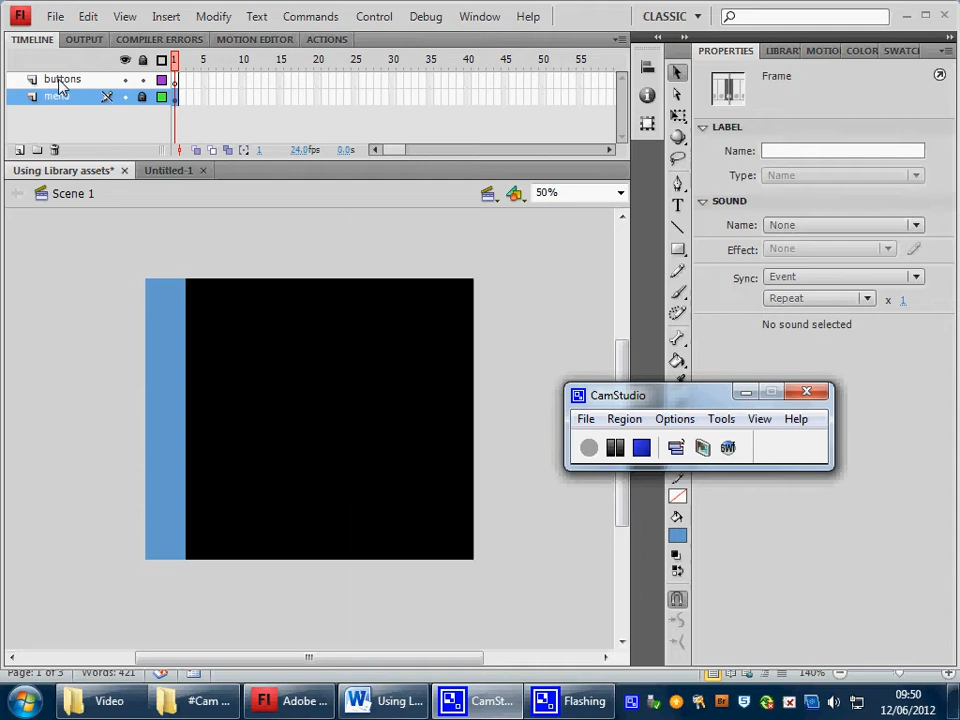 Fl File Edit View Insert Modify Text Commands Control Debug Window Help CLASSIC
TIMELINE OUTPUT COMPILER ERRORS MOTION EDITOR ACTIONS PROPERTIES LIBRAR MOTIO COLOR SWATC
1 5 10 15 20 25 30 35 40 45 50 55
Frame
buttons
menu
LABEL
Name:
1 24.0fps 0.0s
Using Library assets* Untitled-1
Type: Name
Scene 1 50%
SOUND
Name: None
Effect: None
Sync: Event
Repeat x 1
No sound selected
CamStudio
File Region Options Tools View Help
SWF
Page: 1 of 3 Words: 421 140%
Video #Cam ... Adobe ... Using L... CamSt... Flashing
09:50
12/06/2012